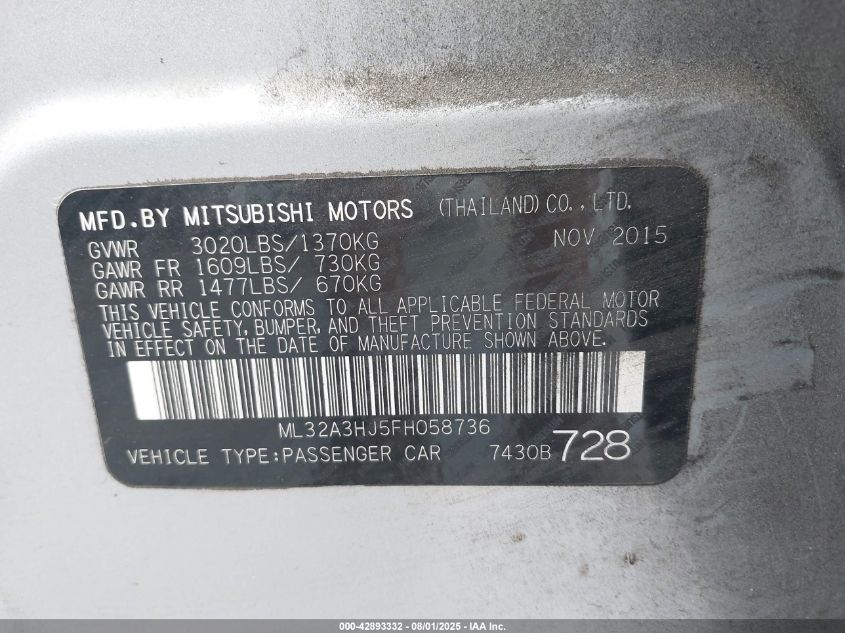 MFD.BY MITSUBISHI MOTORS (THAILAND) CO.,LTD.
GVWR 3020LBS/1370KG NOV 2015
GAWR FR 1609LBS/ 730KG
GAWR RR 1477LBS/ 670KG
THIS VEHICLE CONFORMS TO ALL APPLICABLE FEDERAL MOTOR
VEHICLE SAFETY, BUMPER, AND THEFT PREVENTION STANDARDS
IN EFFECT ON THE DATE OF MANUFACTURE SHOWN ABOVE.
ML32A3HJ5FH058736
VEHICLE TYPE:PASSENGER CAR 7430B 728
000-42893332 - 08/01/2025 - IAA Inc.